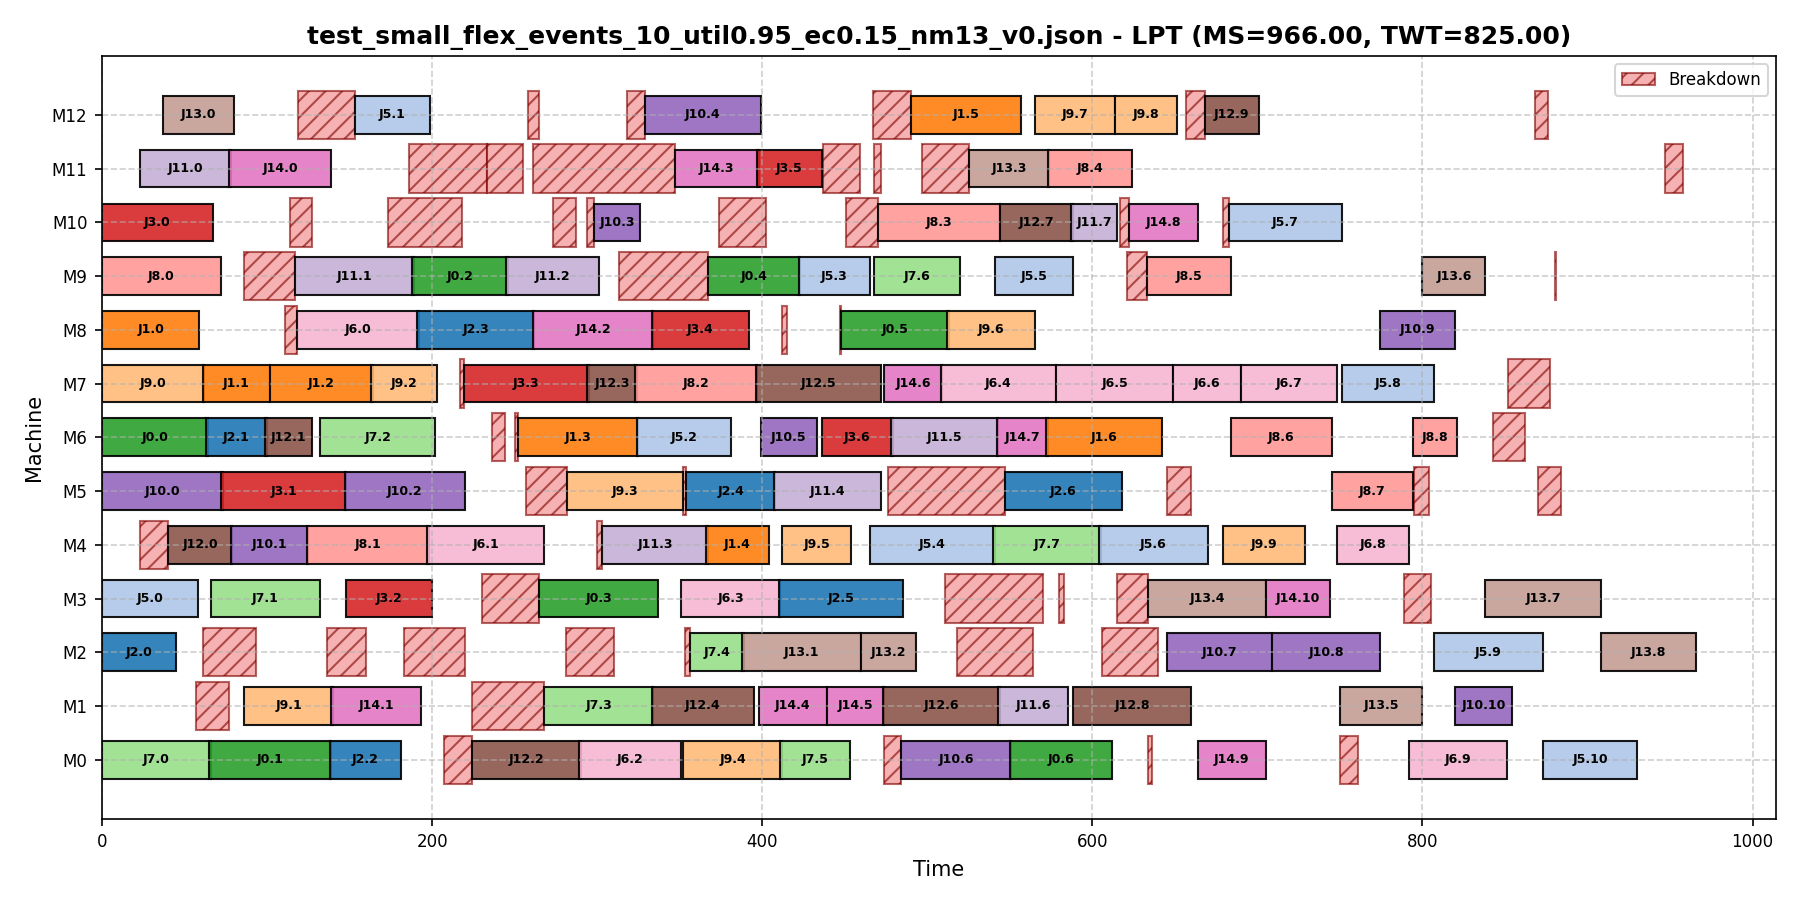 test_small_flex_events_10_util0.95_ec0.15_nm13_v0.json - LPT (MS=966.00, TWT=825.00)
Breakdown
M12 J13.0 J5.1 J10.4 J1.5 J9.7 J9.8 J12.9
M11 J11.0 J14.0 J14.3 J3.5 J13.3 J8.4
M10 J3.0 J10.3 J8.3 J12.7 J11.7 J14.8 J5.7
M9 J8.0 J11.1 J0.2 J11.2 J0.4 J5.3 J7.6 J5.5 J8.5 J13.6
M8 J1.0 J6.0 J2.3 J14.2 J3.4 J0.5 J9.6 J10.9
M7 J9.0 J1.1 J1.2 J9.2 J3.3 J12.3 J8.2 J12.5 J14.6 J6.4 J6.5 J6.6 J6.7 J5.8
M6 J0.0 J2.1 J12.1 J7.2 J1.3 J5.2 J10.5 J3.6 J11.5 J14.7 J1.6 J8.6 J8.8
M5 J10.0 J3.1 J10.2 J9.3 J2.4 J11.4 J2.6 J8.7
M4 J12.0 J10.1 J8.1 J6.1 J11.3 J1.4 J9.5 J5.4 J7.7 J5.6 J9.9 J6.8
M3 J5.0 J7.1 J3.2 J0.3 J6.3 J2.5 J13.4 J14.10 J13.7
M2 J2.0 J7.4 J13.1 J13.2 J10.7 J10.8 J5.9 J13.8
M1 J9.1 J14.1 J7.3 J12.4 J14.4 J14.5 J12.6 J11.6 J12.8 J13.5 J10.10
M0 J7.0 J0.1 J2.2 J12.2 J6.2 J9.4 J7.5 J10.6 J0.6 J14.9 J6.9 J5.10
Machine
0 200 400 600 800 1000
Time